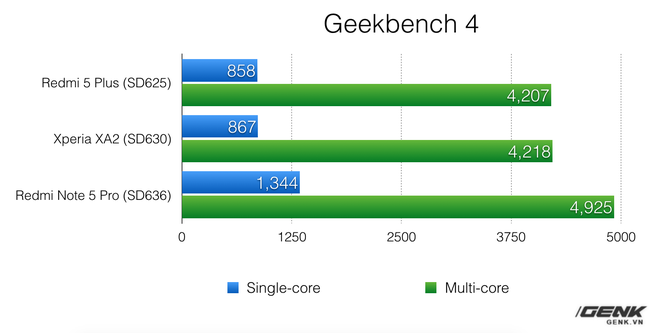 Geekbench 4
Redmi 5 Plus (SD625)
858
4,207
Xperia XA2 (SD630)
867
4,218
Redmi Note 5 Pro (SD636)
1,344
4,925
0 1250 2500 3750 5000
Single-core Multi-core
GENK
GENK.VN